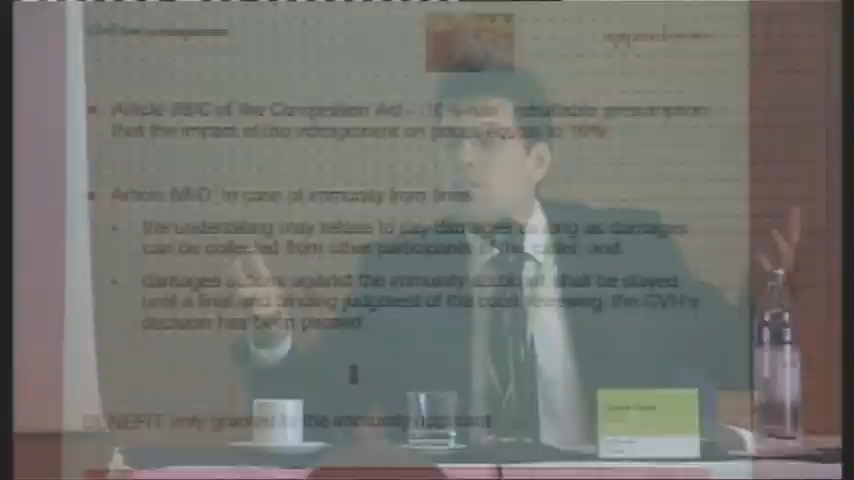 Article 88/C of the Competition Act - 10 %-rule: rebuttable presumption
that the impact of the infringement on prices equals to 10%
Article 88/D: In case of immunity from fines
the undertaking may refuse to pay damages as long as damages
can be collected from other participants of the cartel, and
damages actions against the immunity applicant shall be stayed
until a final and binding judgment of the court reviewing the GVH's
decision has been passed
BENEFIT only granted to the immunity applicant